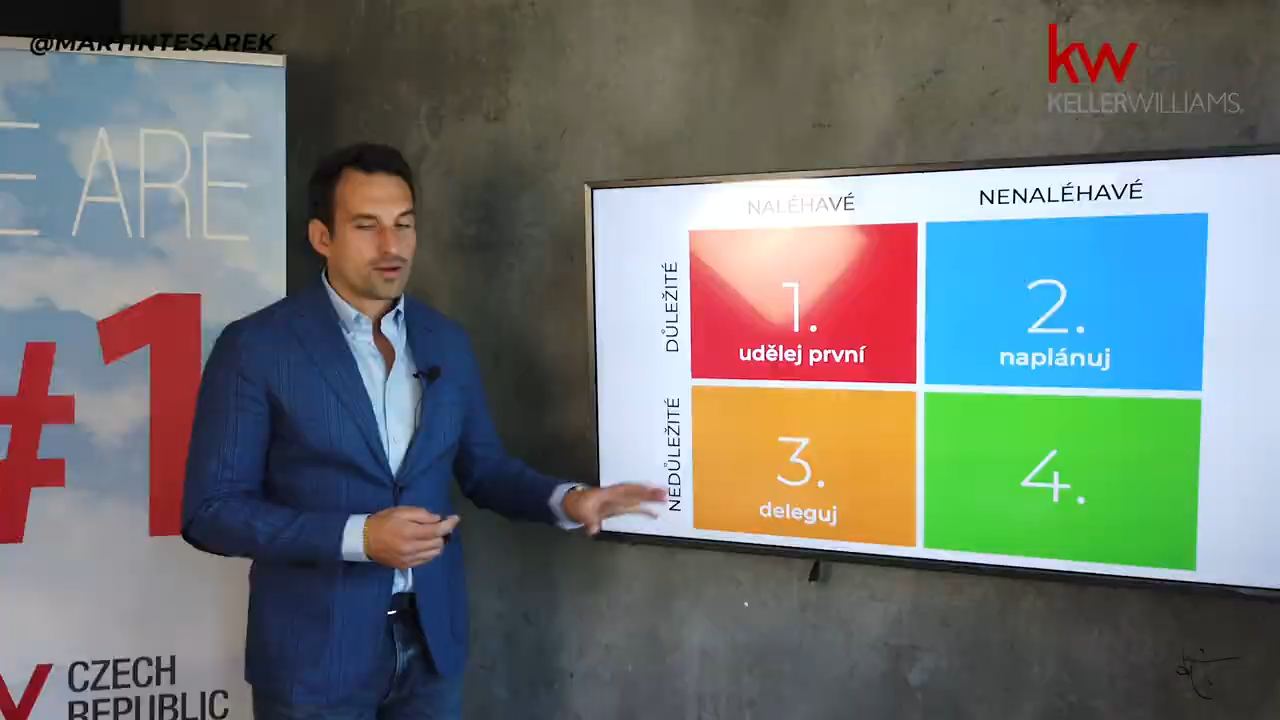 @MARTINTESAREK
kw
KELLERWILLIAMS
E ARE
#1
CZECH
REPUBLIC
NALÉHAVÉ
NENALÉHAVÉ
DŮLEŽITÉ
1.
udělej první
2.
naplánuj
NEDŮLEŽITÉ
3.
deleguj
4.